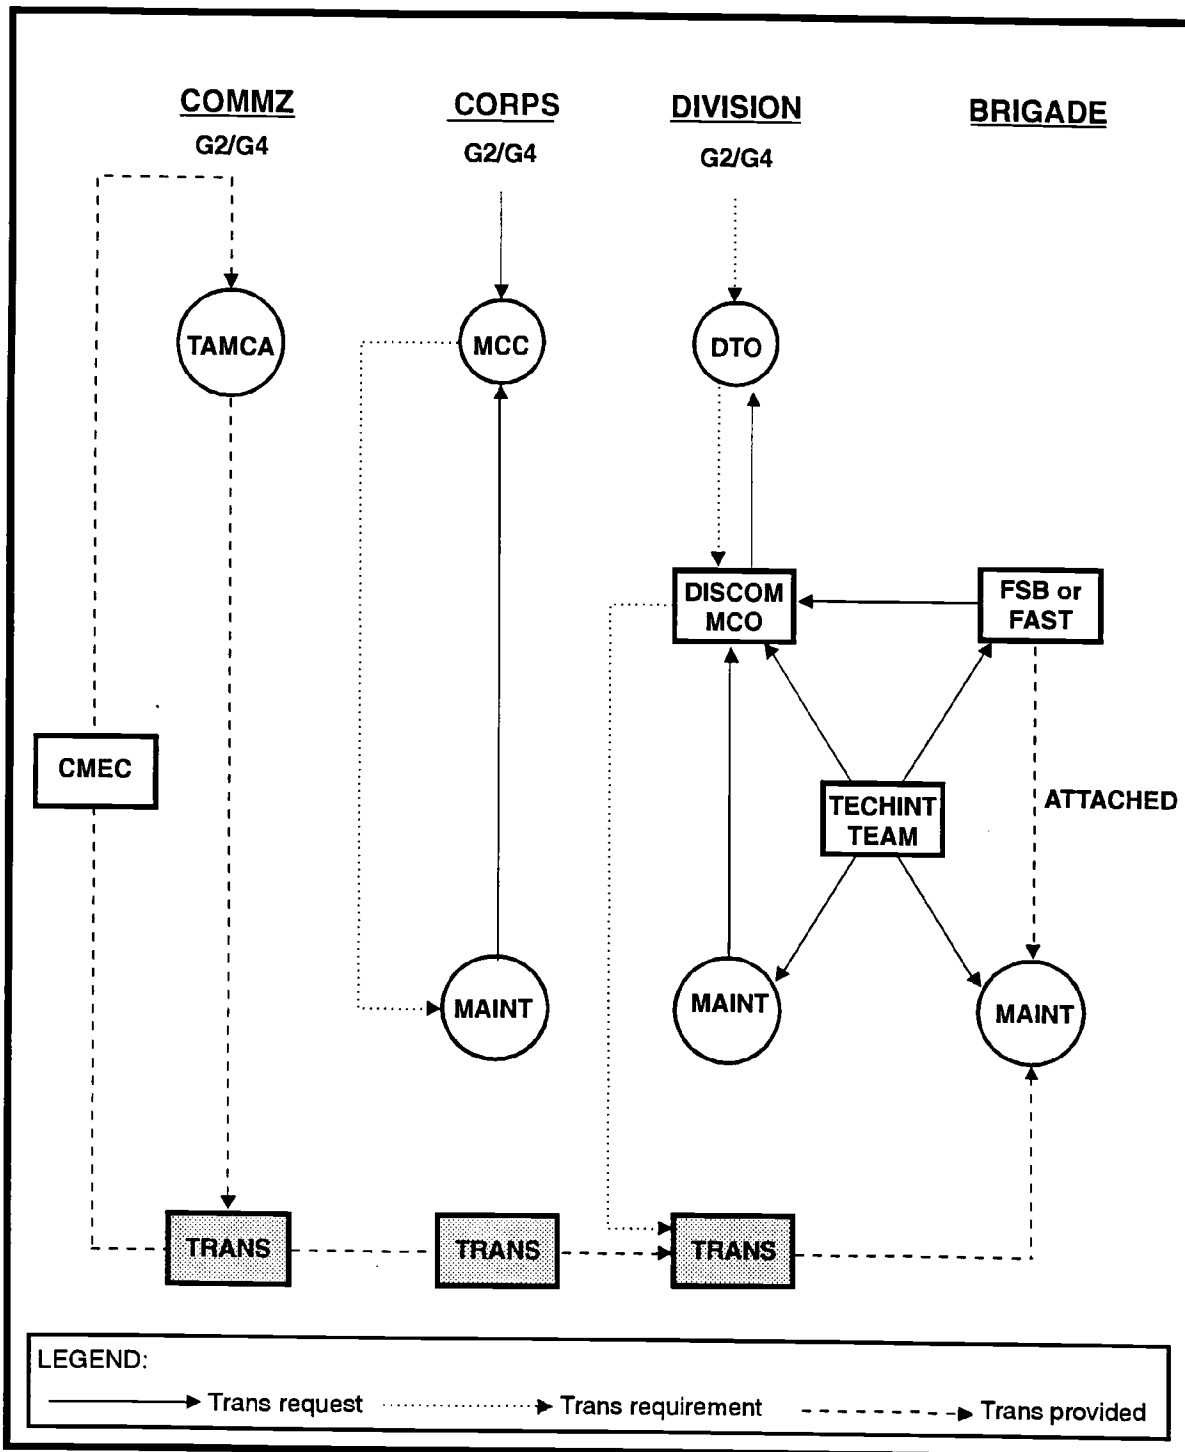 COMMZ
G2/G4
CORPS
G2/G4
DIVISION
G2/G4
BRIGADE
TAMCA
MCC
DTO
DISCOM
MCO
FSB or
FAST
CMEC
TECHINT
TEAM
ATTACHED
MAINT
MAINT
MAINT
TRANS
TRANS
TRANS
LEGEND:
Trans request
Trans requirement
Trans provided